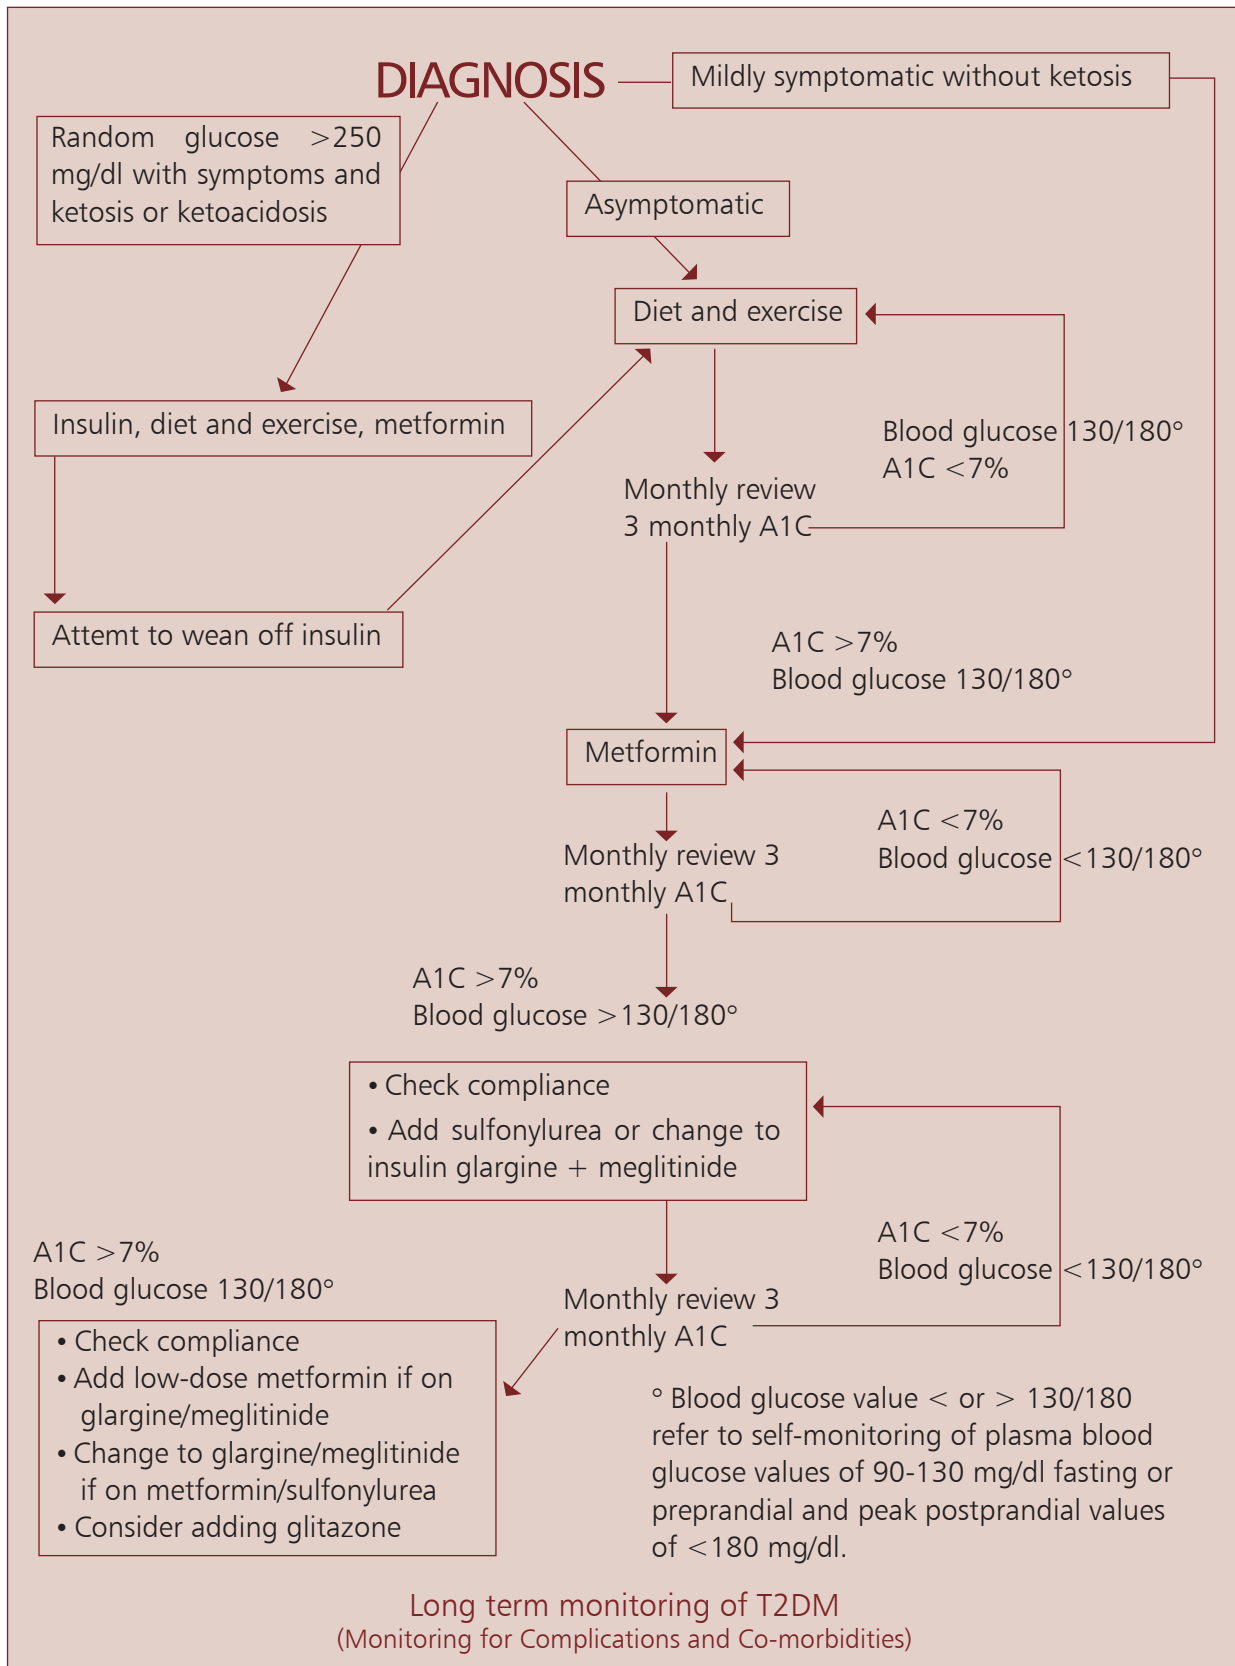 DIAGNOSIS
Mildly symptomatic without ketosis
Random glucose >250
mg/dl with symptoms and
ketosis or ketoacidosis
Asymptomatic
Diet and exercise
Insulin, diet and exercise, metformin
Blood glucose 130/180°
A1C <7%
Monthly review
3 monthly A1C
Attemt to wean off insulin
A1C >7%
Blood glucose 130/180°
Metformin
A1C <7%
Blood glucose <130/180°
Monthly review 3
monthly A1C
A1C >7%
Blood glucose >130/180°
• Check compliance
• Add sulfonylurea or change to
insulin glargine + meglitinide
A1C <7%
Blood glucose <130/180°
A1C >7%
Blood glucose 130/180°
Monthly review 3
monthly A1C
• Check compliance
• Add low-dose metformin if on
glargine/meglitinide
• Change to glargine/meglitinide
if on metformin/sulfonylurea
• Consider adding glitazone
° Blood glucose value < or > 130/180
refer to self-monitoring of plasma blood
glucose values of 90-130 mg/dl fasting or
preprandial and peak postprandial values
of <180 mg/dl.
Long term monitoring of T2DM
(Monitoring for Complications and Co-morbidities)